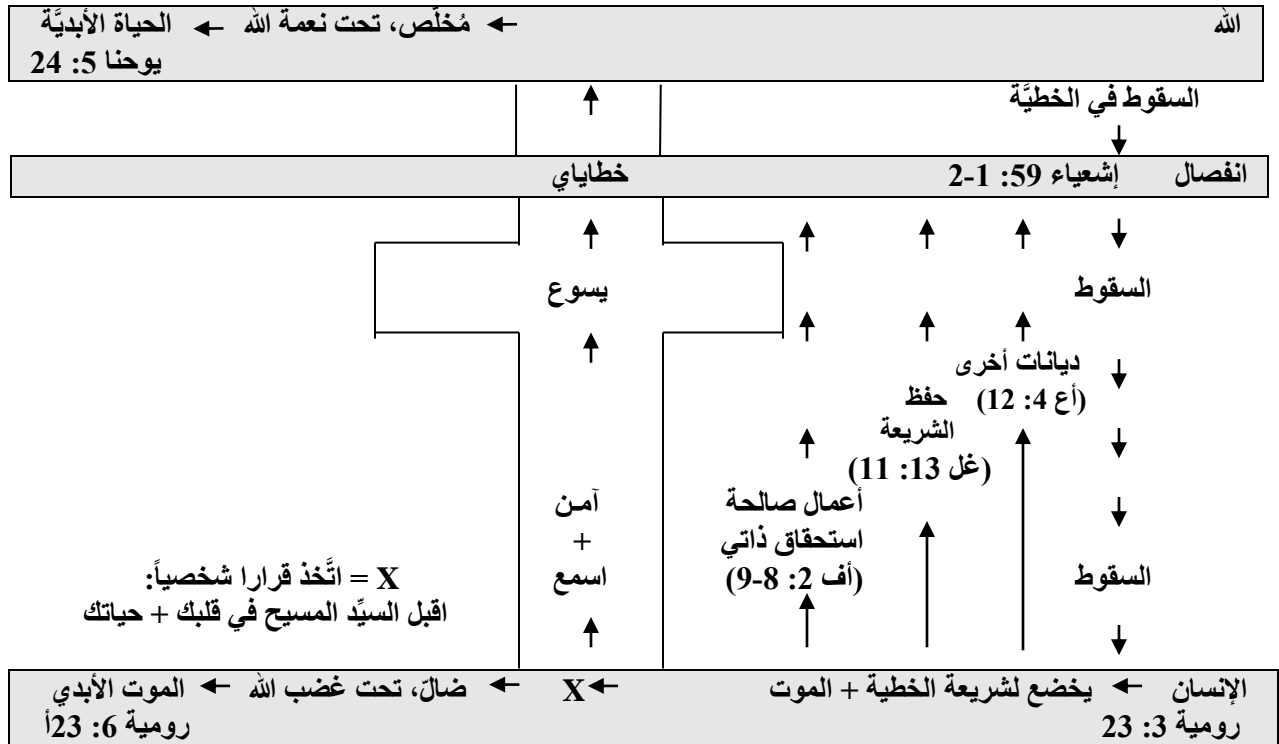 الله ← مُخلَّص، تحت نعمة الله ← الحياة الأبديَّة
يوحنا 5: 24
السقوط في الخطيَّة
انفصال إشعياء 59: 1-2 خطاياي
السقوط
يسوع
ديانات أخرى
(أع 4: 12)
حفظ
الشريعة
(غل 13: 11)
أعمال صالحة
استحقاق ذاتي
(أف 2: 8-9)
آمن
+
اسمع
السقوط
X = اتَّخذ قرارا شخصياً:
اقبل السيِّد المسيح في قلبك + حياتك
الإنسان ← يخضع لشريعة الخطية + الموت ← X ← ضالّ، تحت غضب الله ← الموت الأبدي
رومية 3: 23 رومية 6: 23أ